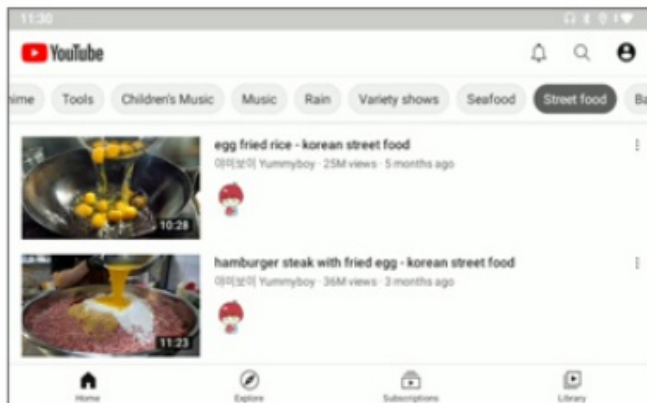 11:30
YouTube
nime Tools Children's Music Music Rain Variety shows Seafood Street food Ba
egg fried rice - korean street food
야미보이 Yummyboy · 25M views · 5 months ago
10:28
hamburger steak with fried egg - korean street food
야미보이 Yummyboy · 36M views · 3 months ago
11:23
Home Explore Subscriptions Library